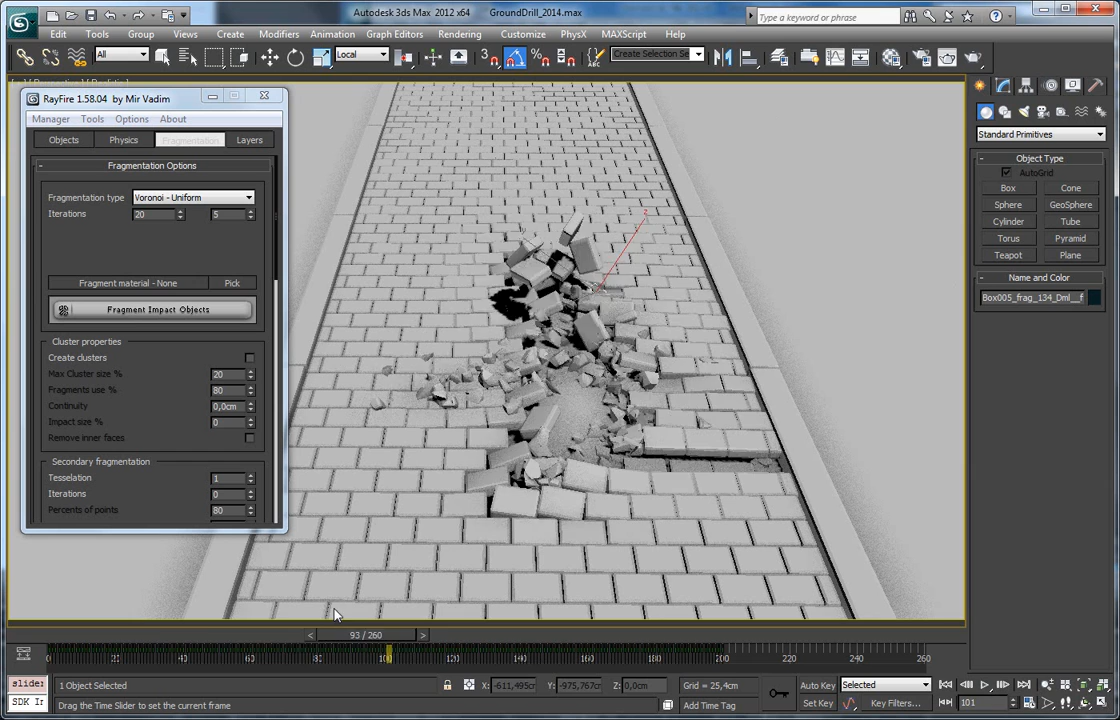 Autodesk 3ds Max 2012 x64 GroundDrill_2014.max
Type a keyword or phrase
Edit Tools Group Views Create Modifiers Animation Graph Editors Rendering Customize PhysX MAXScript Help
All Local Create Selection Se
RayFire 1.58.04 by Mir Vadim
Manager Tools Options About
Objects Physics Fragmentation Layers
- Fragmentation Options
Fragmentation type Voronoi - Uniform
Iterations 20 5
Fragment material - None Pick
Fragment Impact Objects
Cluster properties
Create clusters
Max Cluster size % 20
Fragments use % 80
Continuity 0,0cm
Impact size % 0
Remove inner faces
Secondary fragmentation
Tesselation 1
Iterations 0
Percents of points 80
Standard Primitives
- Object Type
AutoGrid
Box Cone
Sphere GeoSphere
Cylinder Tube
Torus Pyramid
Teapot Plane
- Name and Color
Box005_frag_134_Dml__f
z
< 93 / 260 >
0 20 40 60 80 100 120 140 160 180 200 220 240 260
slider: 1 Object Selected X: -611,495cm Y: -975,767cm Z: 0,0cm Grid = 25,4cm Auto Key Selected
SDK Ir Drag the Time Slider to set the current frame Add Time Tag Set Key Key Filters... 101